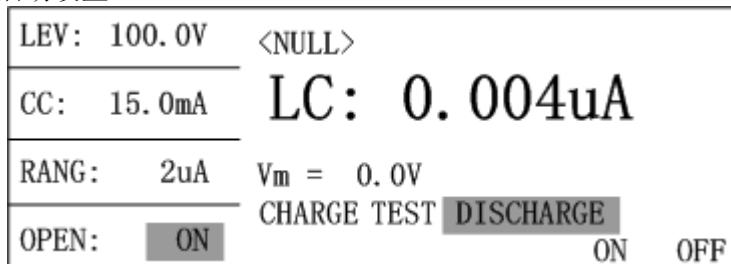 LEV: 100.0V
CC: 15.0mA
RANG: 2uA
OPEN: ON
<NULL>
LC: 0.004uA
Vm = 0.0V
CHARGE TEST DISCHARGE
ON OFF